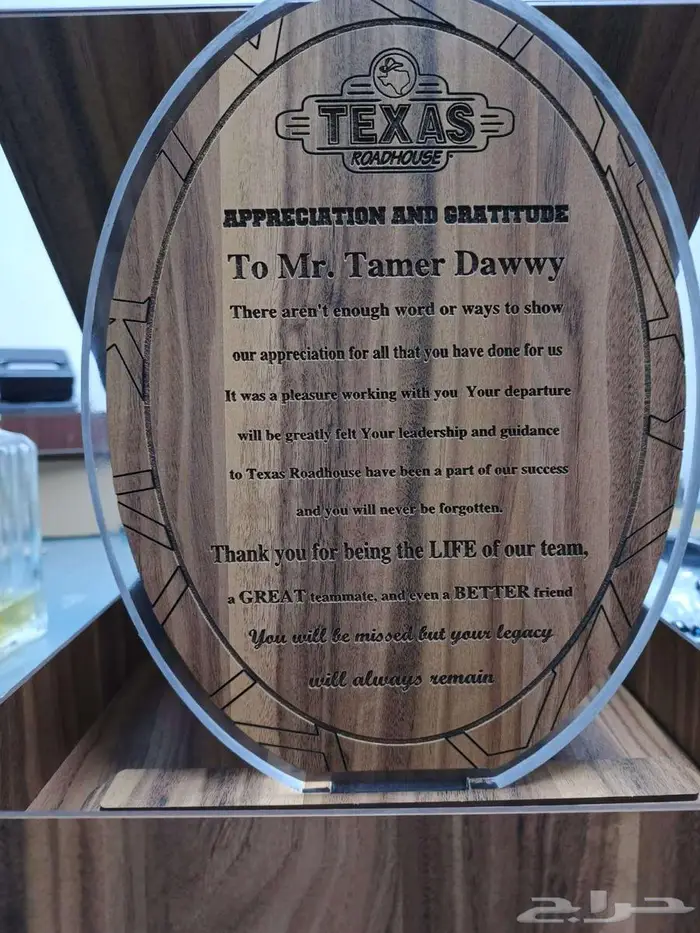 TEXAS
ROADHOUSE
APPRECIATION AND GRATITUDE
To Mr. Tamer Dawwy
There aren't enough word or ways to show
our appreciation for all that you have done for us
It was a pleasure working with you Your departure
will be greatly felt Your leadership and guidance
to Texas Roadhouse have been a part of our success
and you will never be forgotten.
Thank you for being the LIFE of our team,
a GREAT teammate, and even a BETTER friend
You will be missed but your legacy
will always remain
حراج